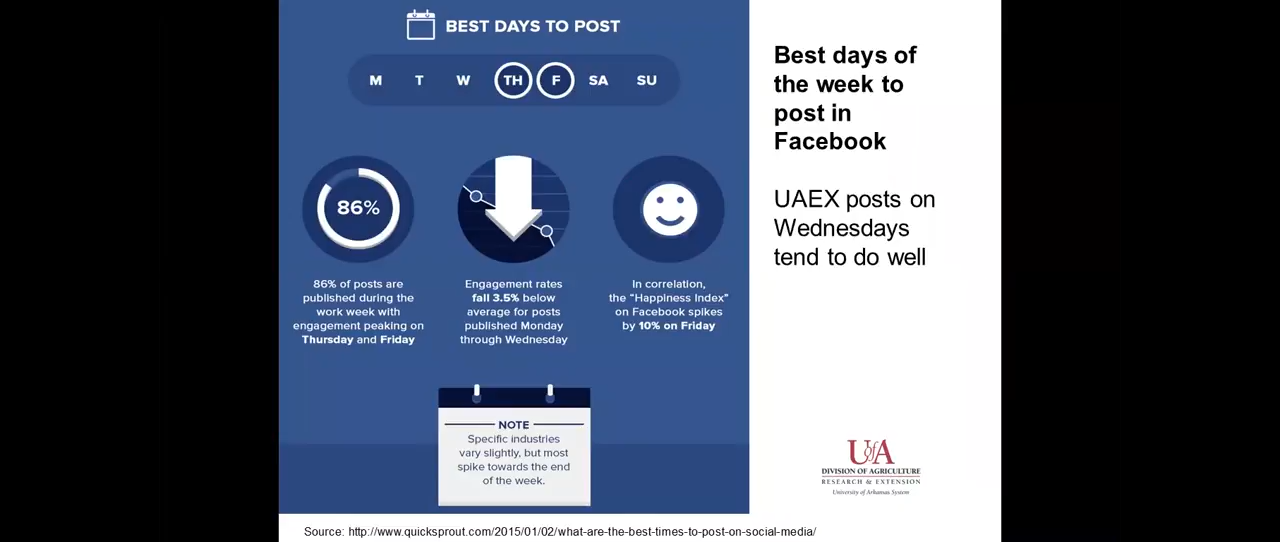 BEST DAYS TO POST
M T W TH F SA SU
86%
86% of posts are
published during the
work week with
engagement peaking on
Thursday and Friday
Engagement rates
fall 3.5% below
average for posts
published Monday
through Wednesday
In correlation,
the “Happiness Index”
on Facebook spikes
by 10% on Friday
NOTE
Specific industries
vary slightly, but most
spike towards the end
of the week.
Best days of
the week to
post in
Facebook
UAEX posts on
Wednesdays
tend to do well
UofA
DIVISION OF AGRICULTURE
RESEARCH & EXTENSION
University of Arkansas System
Source: http://www.quicksprout.com/2015/01/02/what-are-the-best-times-to-post-on-social-media/